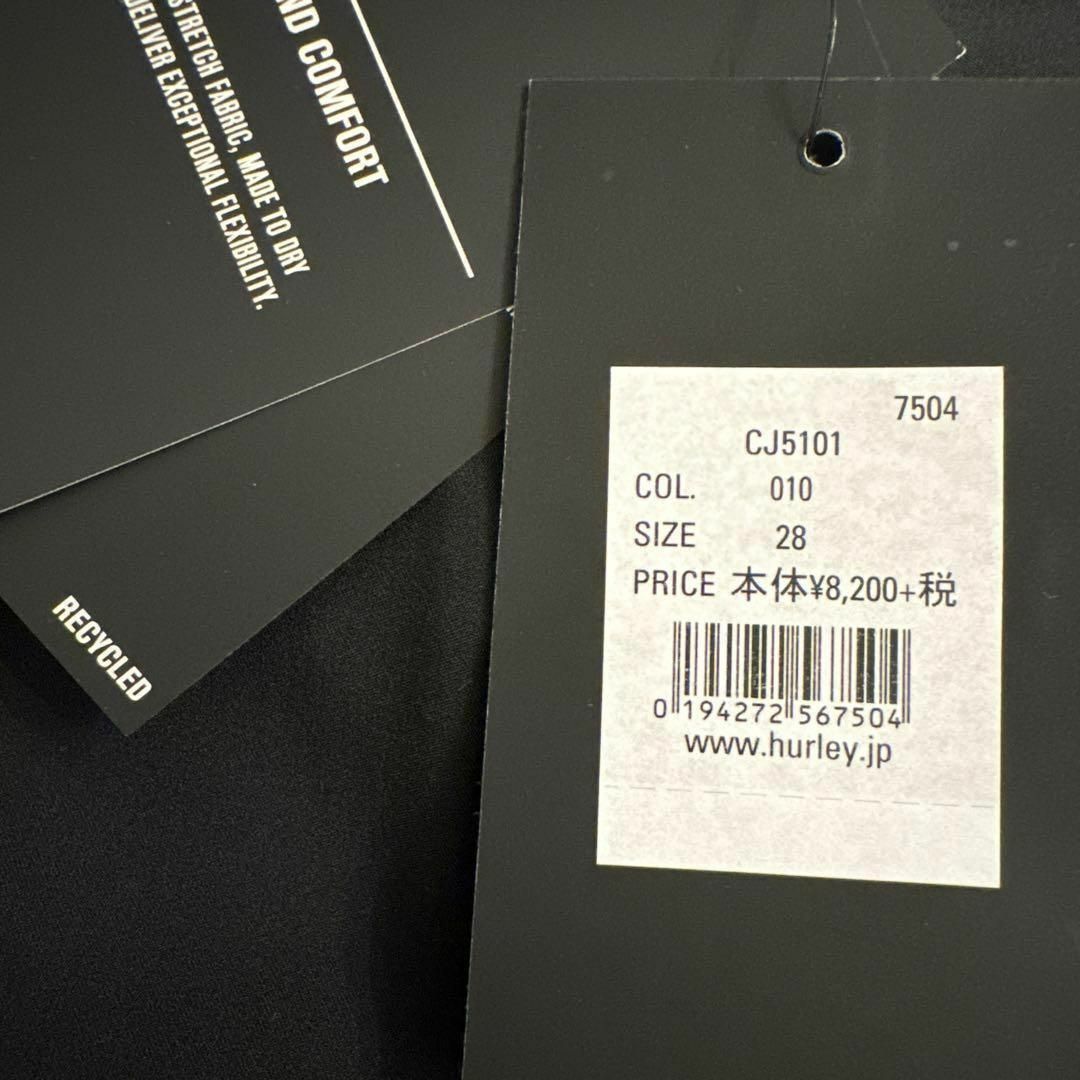 ND COMFORT
STRETCH FABRIC, MADE TO DRY
DELIVER EXCEPTIONAL FLEXIBILITY.
RECYCLED
7504
CJ5101
COL. 010
SIZE 28
PRICE 本体¥8,200+税
0 194272 567504
www.hurley.jp